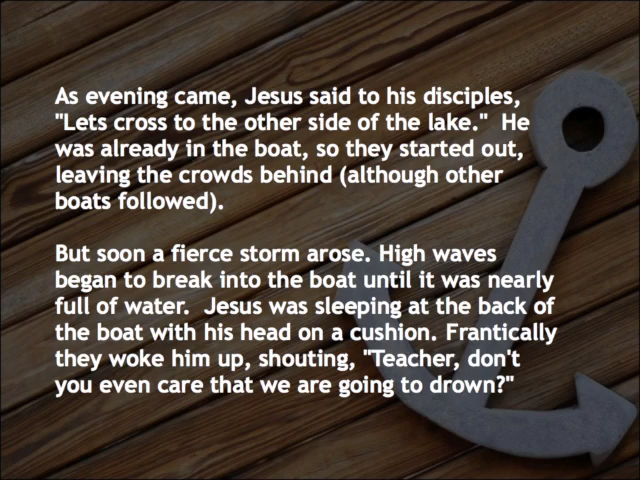 As evening came, Jesus said to his disciples,
"Lets cross to the other side of the lake."  He
was already in the boat, so they started out,
leaving the crowds behind (although other
boats followed).

But soon a fierce storm arose. High waves
began to break into the boat until it was nearly
full of water.  Jesus was sleeping at the back of
the boat with his head on a cushion. Frantically
they woke him up, shouting, "Teacher, don't
you even care that we are going to drown?"